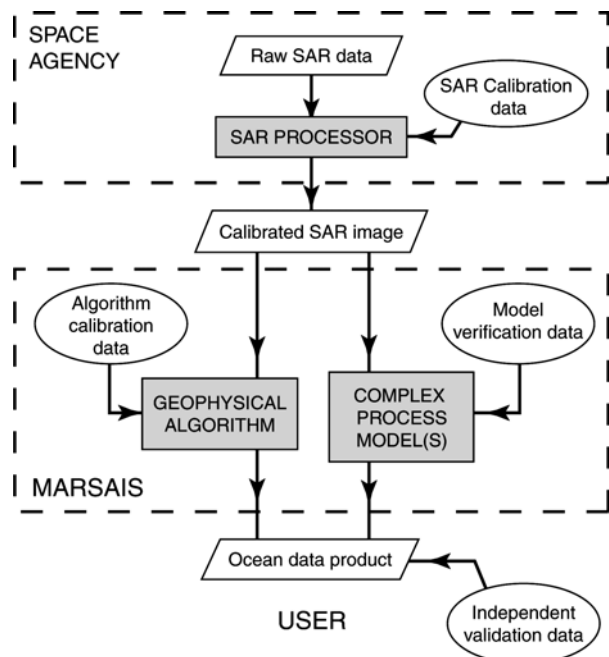 SPACE
AGENCY
Raw SAR data
SAR Calibration
data
SAR PROCESSOR
Calibrated SAR image
Algorithm
calibration
data
Model
verification data
GEOPHYSICAL
ALGORITHM
COMPLEX
PROCESS
MODEL(S)
MARSAIS
Ocean data product
USER
Independent
validation data